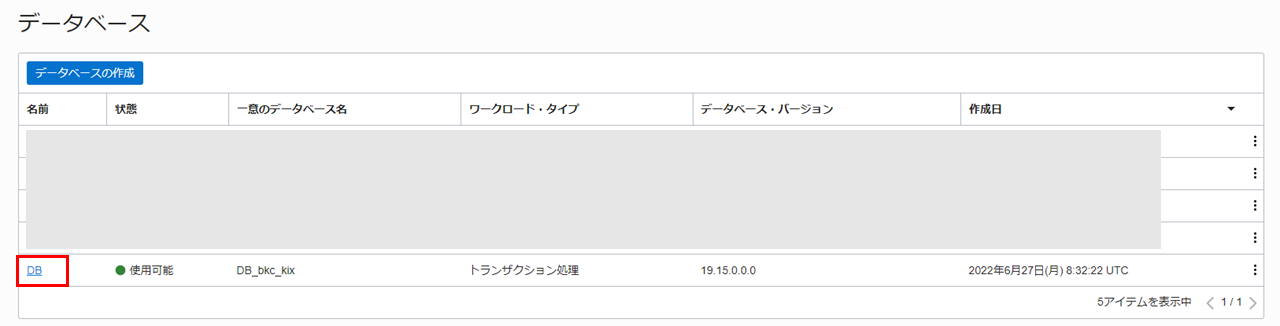 データベース
データベースの作成
名前 状態 一意のデータベース名 ワークロード・タイプ データベース・バージョン 作成日
DB 使用可能 DB_bkc_kix トランザクション処理 19.15.0.0.0 2022年6月27日(月) 8:32:22 UTC
5アイテムを表示中 1 / 1